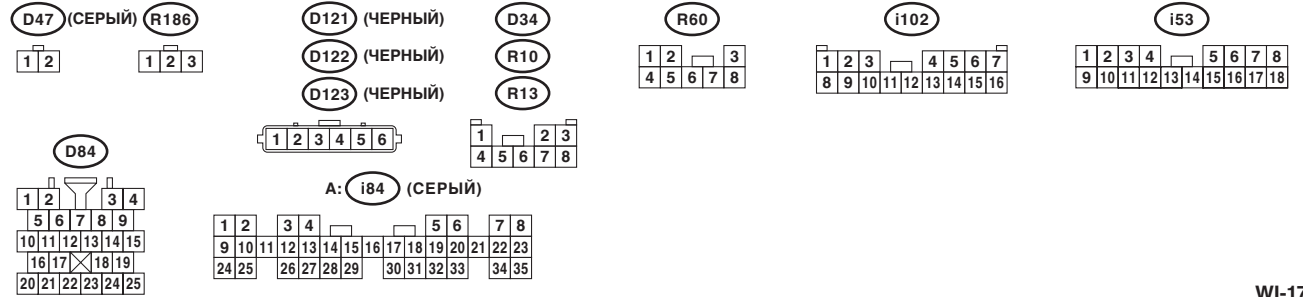 D47 (СЕРЫЙ) R186
1 2
1 2 3
D121 (ЧЕРНЫЙ)
D122 (ЧЕРНЫЙ)
D123 (ЧЕРНЫЙ)
1 2 3 4 5 6
D34
R10
R13
1 2 3
4 5 6 7 8
R60
1 2 3
4 5 6 7 8
i102
1 2 3 4 5 6 7
8 9 10 11 12 13 14 15 16
i53
1 2 3 4 5 6 7 8
9 10 11 12 13 14 15 16 17 18
D84
1 2 3 4
5 6 7 8 9
10 11 12 13 14 15
16 17 18 19
20 21 22 23 24 25
A: i84 (СЕРЫЙ)
1 2 3 4 5 6 7 8
9 10 11 12 13 14 15 16 17 18 19 20 21 22 23
24 25 26 27 28 29 30 31 32 33 34 35